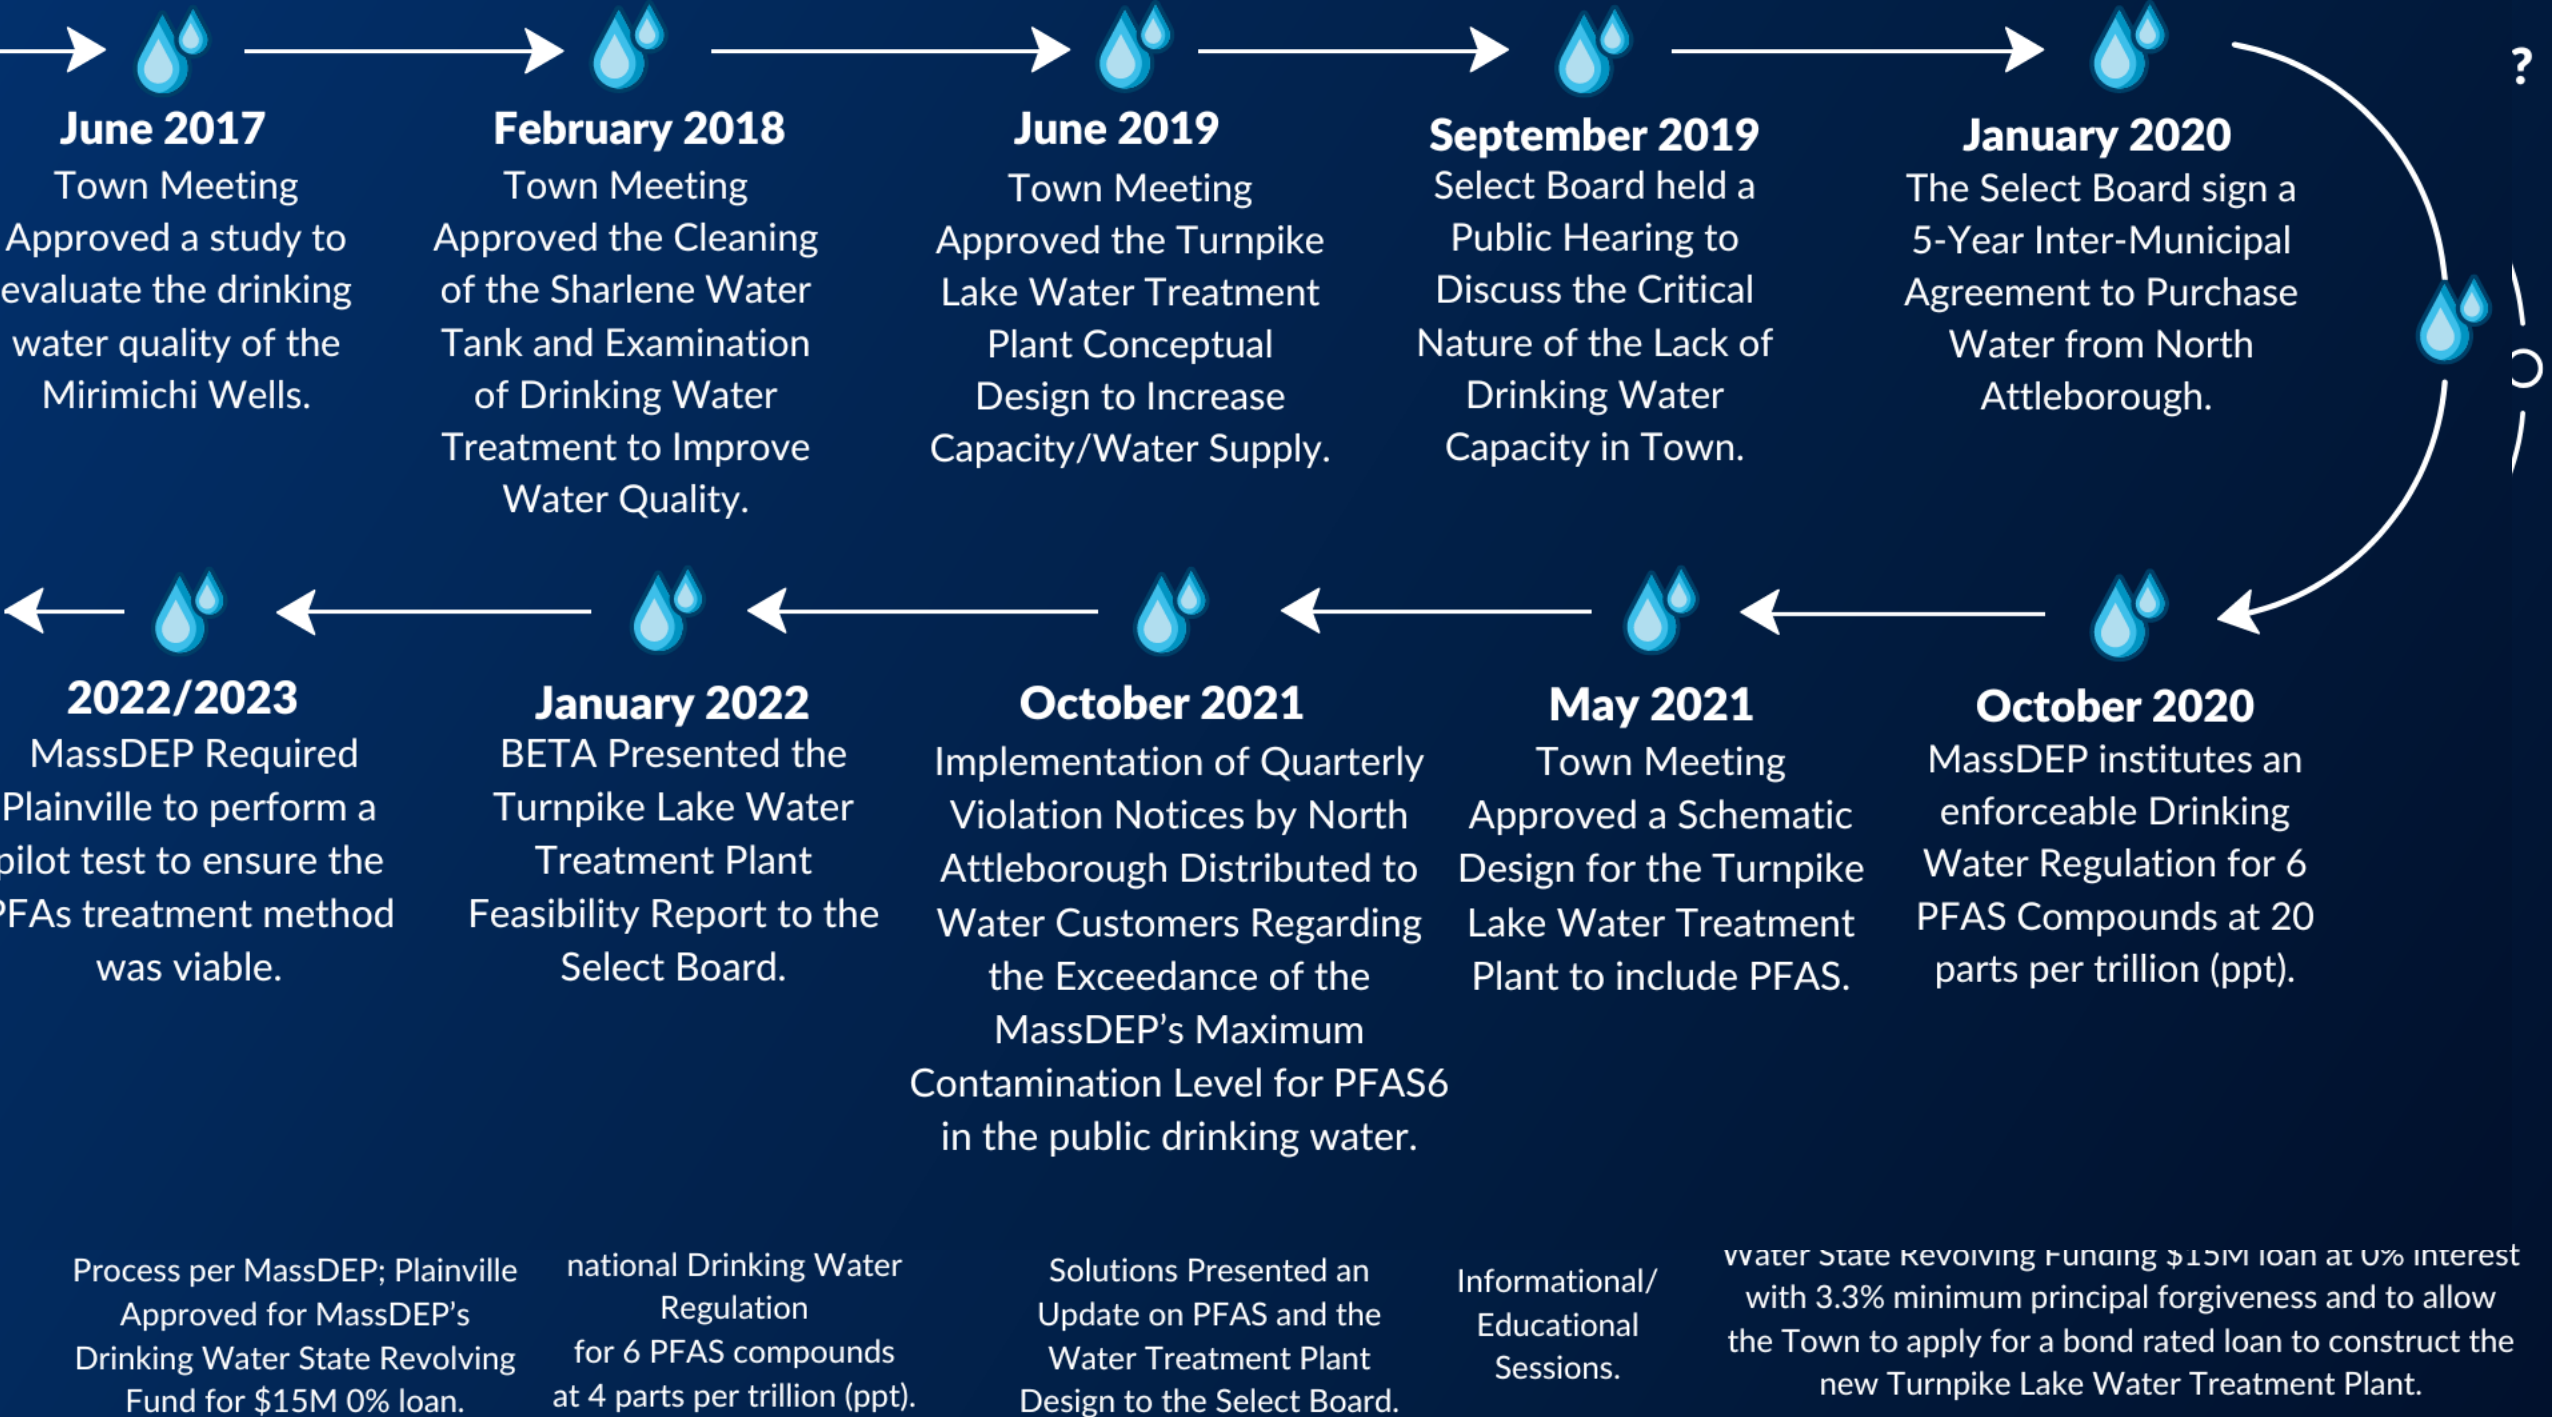 ?
June 2017
Town Meeting
Approved a study to
evaluate the drinking
water quality of the
Mirimichi Wells.
February 2018
Town Meeting
Approved the Cleaning
of the Sharlene Water
Tank and Examination
of Drinking Water
Treatment to Improve
Water Quality.
June 2019
Town Meeting
Approved the Turnpike
Lake Water Treatment
Plant Conceptual
Design to Increase
Capacity/Water Supply.
September 2019
Select Board held a
Public Hearing to
Discuss the Critical
Nature of the Lack of
Drinking Water
Capacity in Town.
January 2020
The Select Board sign a
5-Year Inter-Municipal
Agreement to Purchase
Water from North
Attleborough.
2022/2023
MassDEP Required
Plainville to perform a
pilot test to ensure the
PFAs treatment method
was viable.
January 2022
BETA Presented the
Turnpike Lake Water
Treatment Plant
Feasibility Report to the
Select Board.
October 2021
Implementation of Quarterly
Violation Notices by North
Attleborough Distributed to
Water Customers Regarding
the Exceedance of the
MassDEP’s Maximum
Contamination Level for PFAS6
in the public drinking water.
May 2021
Town Meeting
Approved a Schematic
Design for the Turnpike
Lake Water Treatment
Plant to include PFAS.
October 2020
MassDEP institutes an
enforceable Drinking
Water Regulation for 6
PFAS Compounds at 20
parts per trillion (ppt).
Process per MassDEP; Plainville
Approved for MassDEP’s
Drinking Water State Revolving
Fund for $15M 0% loan.
national Drinking Water
Regulation
for 6 PFAS compounds
at 4 parts per trillion (ppt).
Solutions Presented an
Update on PFAS and the
Water Treatment Plant
Design to the Select Board.
Informational/
Educational
Sessions.
Water State Revolving Funding $15M loan at 0% interest
with 3.3% minimum principal forgiveness and to allow
the Town to apply for a bond rated loan to construct the
new Turnpike Lake Water Treatment Plant.